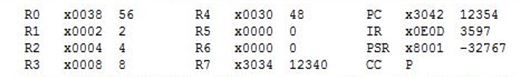 R0 x0038 56 R4 x0030 48 PC x3042 12354
R1 x0002 2 R5 x0000 0 IR x0E0D 3597
R2 x0004 4 R6 x0000 0 PSR x8001 -32767
R3 x0008 8 R7 x3034 12340 CC P